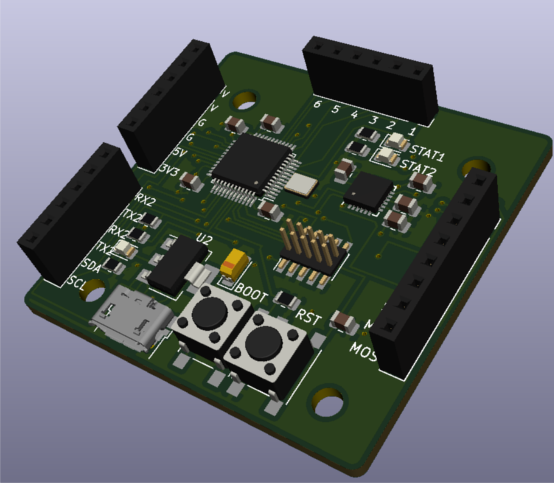 6 5 4 3 2 1
STAT1
STAT2
V
V
G
G
5V
3V3
RX2
TX2
RX2
TX2
SDA
SCL
U2
BOOT
RST
MOS